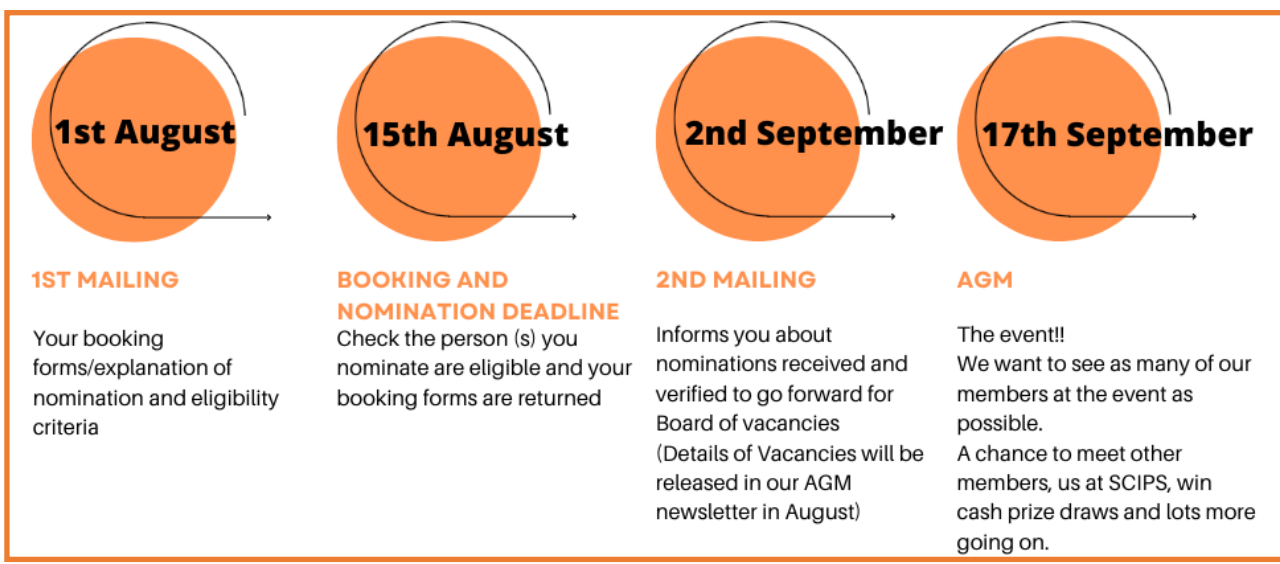 1st August
1ST MAILING
Your booking
forms/explanation of
nomination and eligibility
criteria
15th August
BOOKING AND
NOMINATION DEADLINE
Check the person (s) you
nominate are eligible and your
booking forms are returned
2nd September
2ND MAILING
Informs you about
nominations received and
verified to go forward for
Board of vacancies
(Details of Vacancies will be
released in our AGM
newsletter in August)
17th September
AGM
The event!!
We want to see as many of our
members at the event as
possible.
A chance to meet other
members, us at SCIPS, win
cash prize draws and lots more
going on.